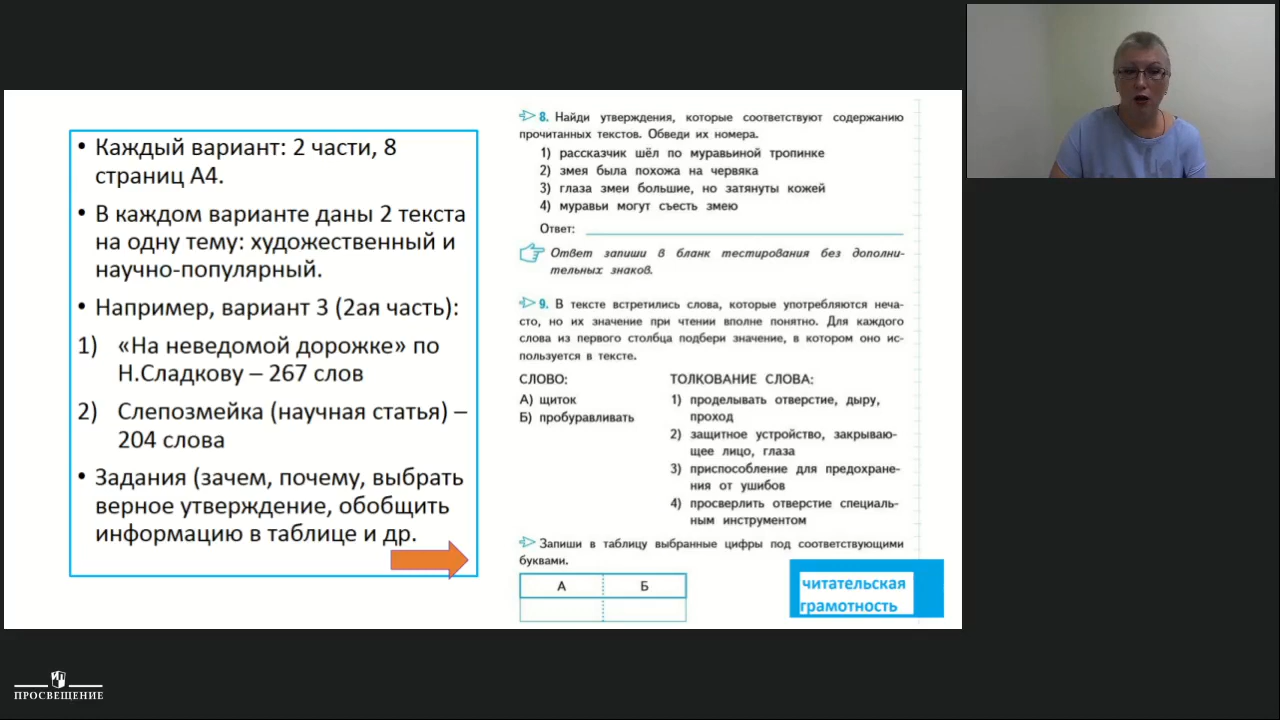 • Каждый вариант: 2 части, 8
страниц А4.
• В каждом варианте даны 2 текста
на одну тему: художественный и
научно-популярный.
• Например, вариант 3 (2ая часть):
1) «На неведомой дорожке» по
Н.Сладкову – 267 слов
2) Слепозмейка (научная статья) –
204 слова
• Задания (зачем, почему, выбрать
верное утверждение, обобщить
информацию в таблице и др.
8. Найди утверждения, которые соответствуют содержанию
прочитанных текстов. Обведи их номера.
1) рассказчик шёл по муравьиной тропинке
2) змея была похожа на червяка
3) глаза змеи большие, но затянуты кожей
4) муравьи могут съесть змею
Ответ:
Ответ запиши в бланк тестирования без дополни-
тельных знаков.
9. В тексте встретились слова, которые употребляются неча-
сто, но их значение при чтении вполне понятно. Для каждого
слова из первого столбца подбери значение, в котором оно ис-
пользуется в тексте.
СЛОВО:
А) щиток
Б) пробуравливать
ТОЛКОВАНИЕ СЛОВА:
1) проделывать отверстие, дыру,
проход
2) защитное устройство, закрываю-
щее лицо, глаза
3) приспособление для предохране-
ния от ушибов
4) просверлить отверстие специаль-
ным инструментом
Запиши в таблицу выбранные цифры под соответствующими
буквами.
А Б
читательская
грамотность
ПРОСВЕЩЕНИЕ